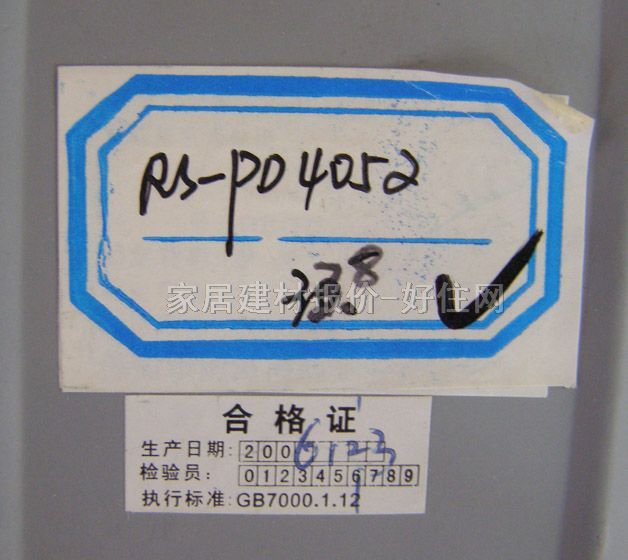 RS-PD4052
家居建材报价-好住网
合格证
生产日期: 200
检验员: 0123456789
执行标准: GB7000.1.12